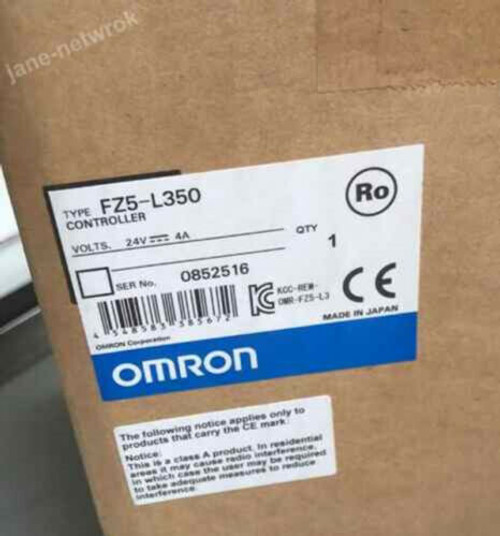 jane-netwrok
TYPE FZ5-L350
CONTROLLER
Ro
VOLTS. 24V 4A
QTY
1
SER No. 0852516
KCC-REM-
OMR-FZ5-L3
CE
4 548583 385672
MADE IN JAPAN
OMRON Corporation
OMRON
The following notice applies only to
products that carry the CE mark:
Notice:
This is a class A product. In residential
areas it may cause radio interference,
in which case the user may be required
to take adequate measures to reduce
interference.